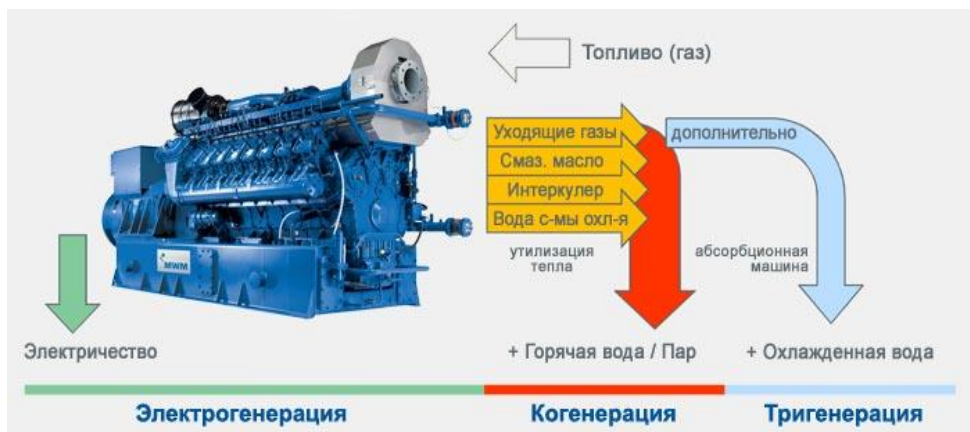 Топливо (газ)
Уходящие газы
дополнительно
Смаз. масло
Интеркулер
Вода с-мы охл-я
утилизация
тепла
абсорбционная
машина
MWM
Электричество
+ Горячая вода / Пар
+ Охлажденная вода
Электрогенерация
Когенерация
Тригенерация